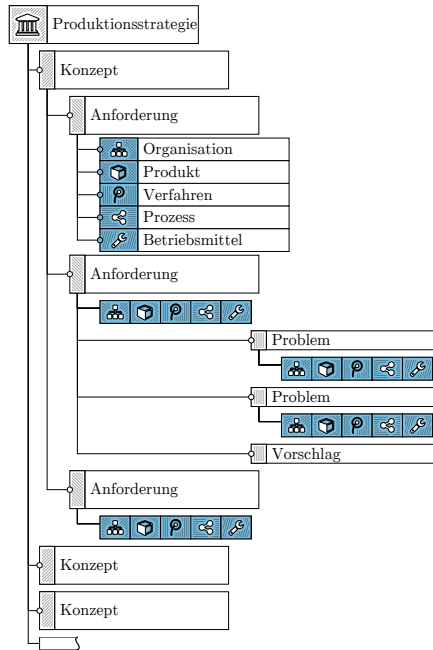 Produktionsstrategie
Konzept
Anforderung
Organisation
Produkt
Verfahren
Prozess
Betriebsmittel
Anforderung
Problem
Problem
Vorschlag
Anforderung
Konzept
Konzept